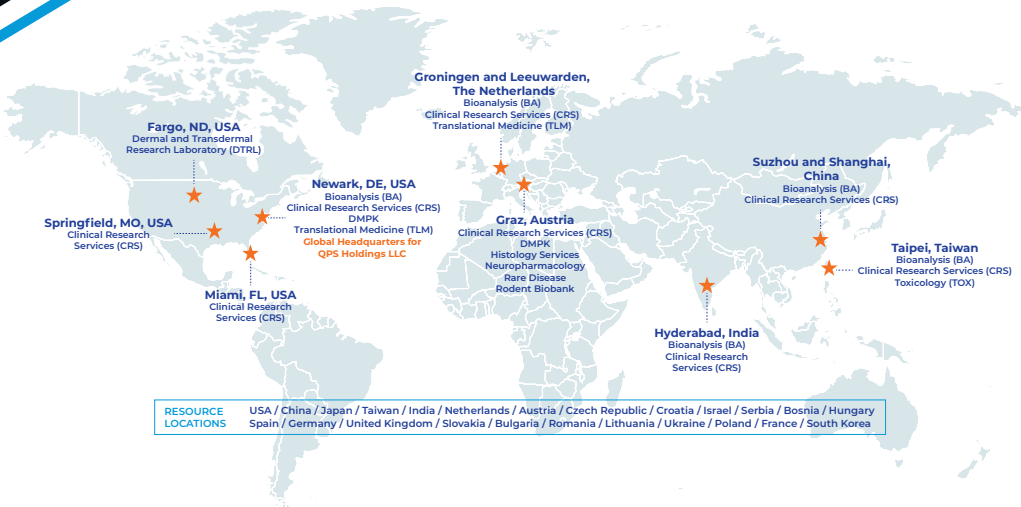 Groningen and Leeuwarden,
The Netherlands
Bioanalysis (BA)
Clinical Research Services (CRS)
Translational Medicine (TLM)
Fargo, ND, USA
Dermal and Transdermal
Research Laboratory (DTRL)
Suzhou and Shanghai,
China
Bioanalysis (BA)
Clinical Research Services (CRS)
Newark, DE, USA
Bioanalysis (BA)
Clinical Research Services (CRS)
DMPK
Translational Medicine (TLM)
Global Headquarters for
QPS Holdings LLC
Springfield, MO, USA
Clinical Research
Services (CRS)
Graz, Austria
Clinical Research Services (CRS)
DMPK
Histology Services
Neuropharmacology
Rare Disease
Rodent Biobank
Taipei, Taiwan
Bioanalysis (BA)
Clinical Research Services (CRS)
Toxicology (TOX)
Miami, FL, USA
Clinical Research
Services (CRS)
Hyderabad, India
Bioanalysis (BA)
Clinical Research
Services (CRS)
RESOURCE LOCATIONS
USA / China / Japan / Taiwan / India / Netherlands / Austria / Czech Republic / Croatia / Israel / Serbia / Bosnia / Hungary
Spain / Germany / United Kingdom / Slovakia / Bulgaria / Romania / Lithuania / Ukraine / Poland / France / South Korea